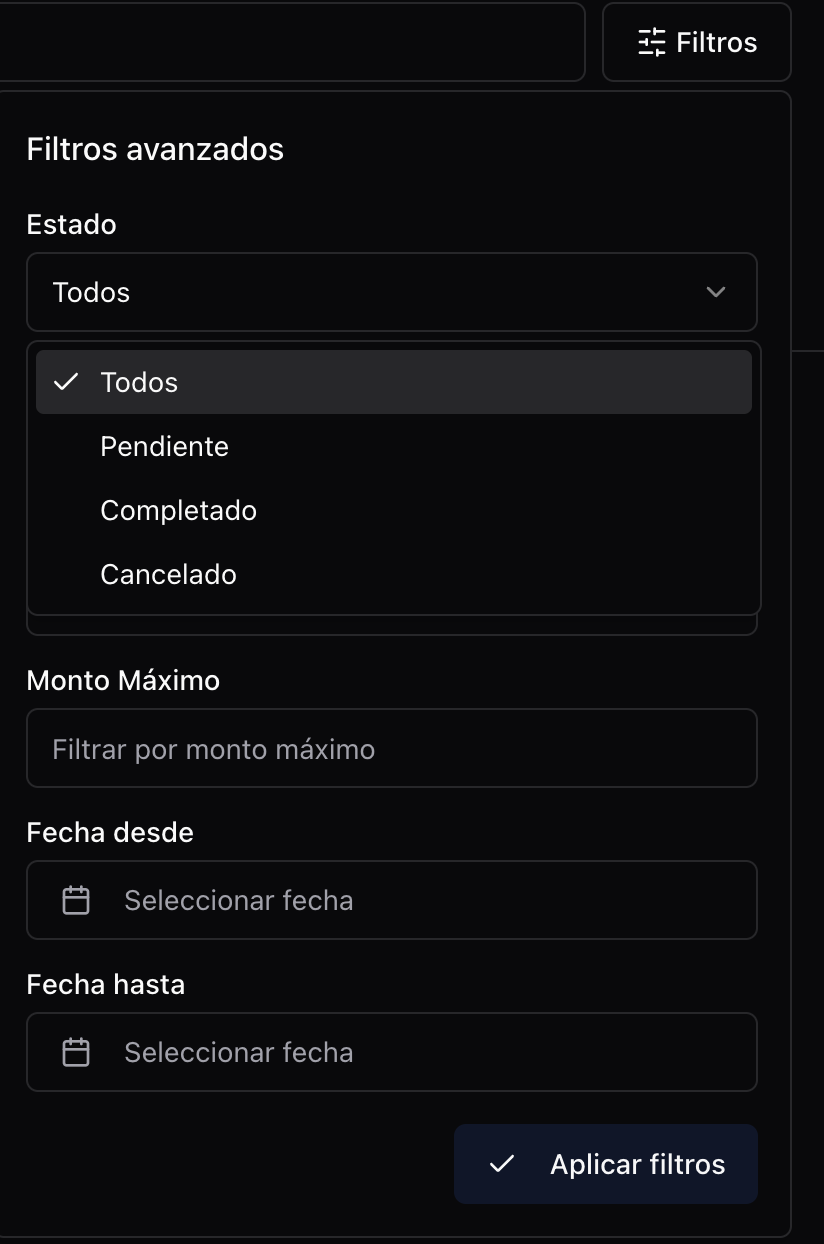 Filtros
Filtros avanzados
Estado
Todos
Todos
Pendiente
Completado
Cancelado
Monto Máximo
Filtrar por monto máximo
Fecha desde
Seleccionar fecha
Fecha hasta
Seleccionar fecha
Aplicar filtros